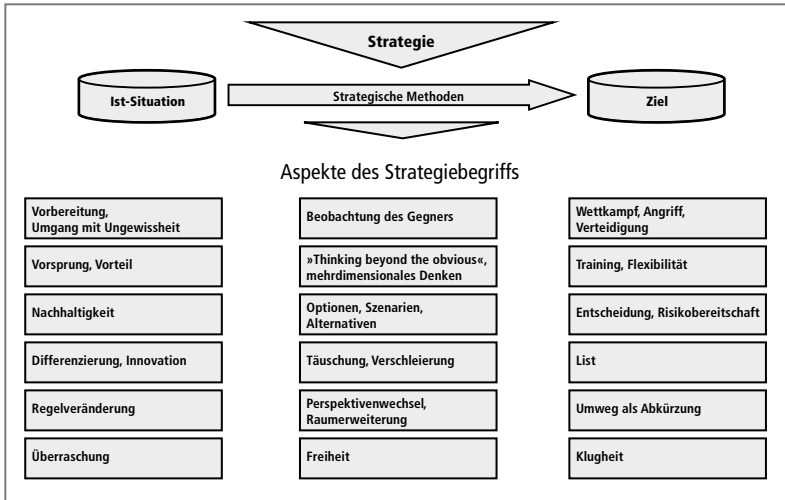 Strategie
Ist-Situation
Strategische Methoden
Ziel
Aspekte des Strategiebegriffs
Vorbereitung,
Umgang mit Ungewissheit
Beobachtung des Gegners
Wettkampf, Angriff,
Verteidigung
Vorsprung, Vorteil
»Thinking beyond the obvious«,
mehrdimensionales Denken
Training, Flexibilität
Nachhaltigkeit
Optionen, Szenarien,
Alternativen
Entscheidung, Risikobereitschaft
Differenzierung, Innovation
Täuschung, Verschleierung
List
Regelveränderung
Perspektivenwechsel,
Raumerweiterung
Umweg als Abkürzung
Überraschung
Freiheit
Klugheit